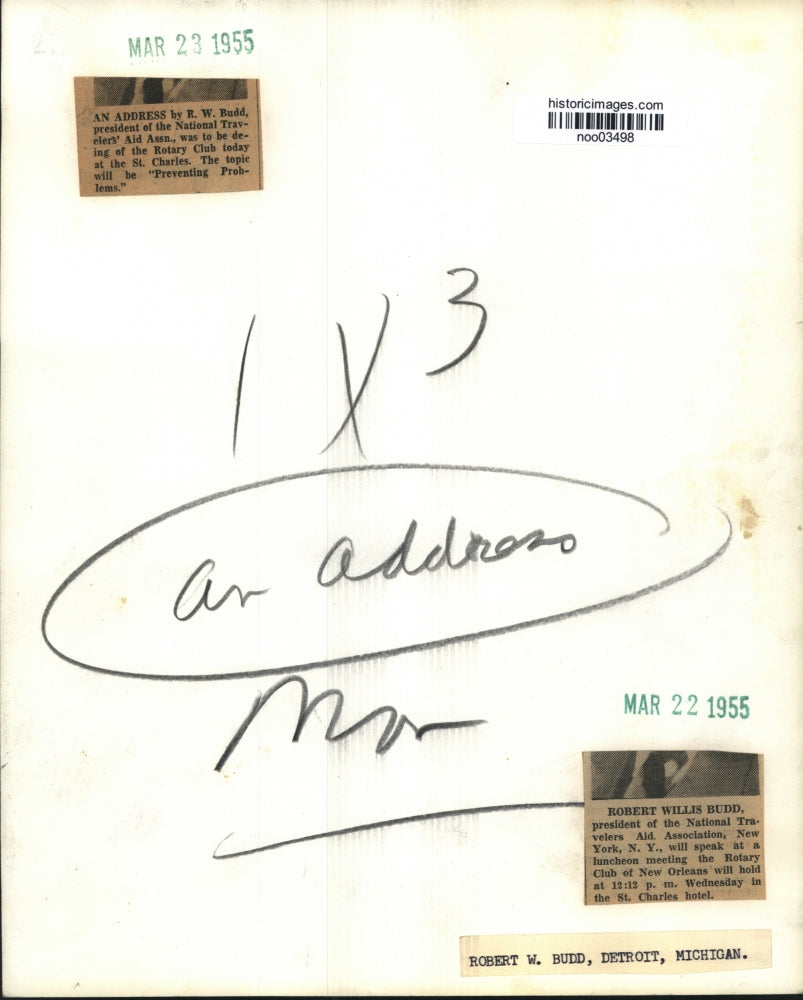 MAR 23 1955
AN ADDRESS by R. W. Budd,
president of the National Trav-
elers' Aid Assn., was to be de-
ing of the Rotary Club today
at the St. Charles. The topic
will be "Preventing Prob-
lems."
historicimages.com
noo03498
1 X 3
an address
MAR 22 1955
ROBERT WILLIS BUDD,
president of the National Tra-
velers Aid Association, New
York, N. Y., will speak at a
luncheon meeting the Rotary
Club of New Orleans will hold
at 12:12 p. m. Wednesday in
the St. Charles hotel.
ROBERT W. BUDD, DETROIT, MICHIGAN.